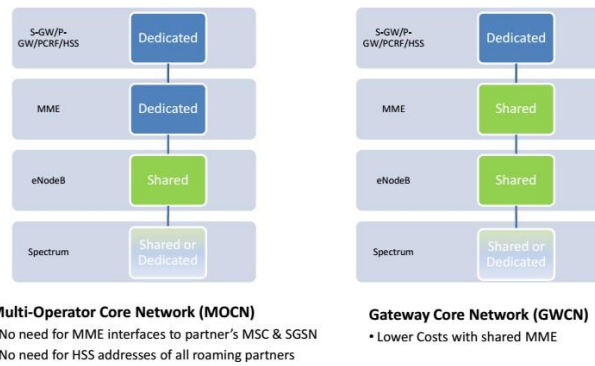 S-GW/P-
GW/PCRF/HSS
Dedicated
MME
Dedicated
eNodeB
Shared
Spectrum
Shared or
Dedicated
Multi-Operator Core Network (MOCN)
No need for MME interfaces to partner's MSC & SGSN
No need for HSS addresses of all roaming partners
S-GW/P-
GW/PCRF/HSS
Dedicated
MME
Shared
eNodeB
Shared
Spectrum
Shared or
Dedicated
Gateway Core Network (GWCN)
• Lower Costs with shared MME